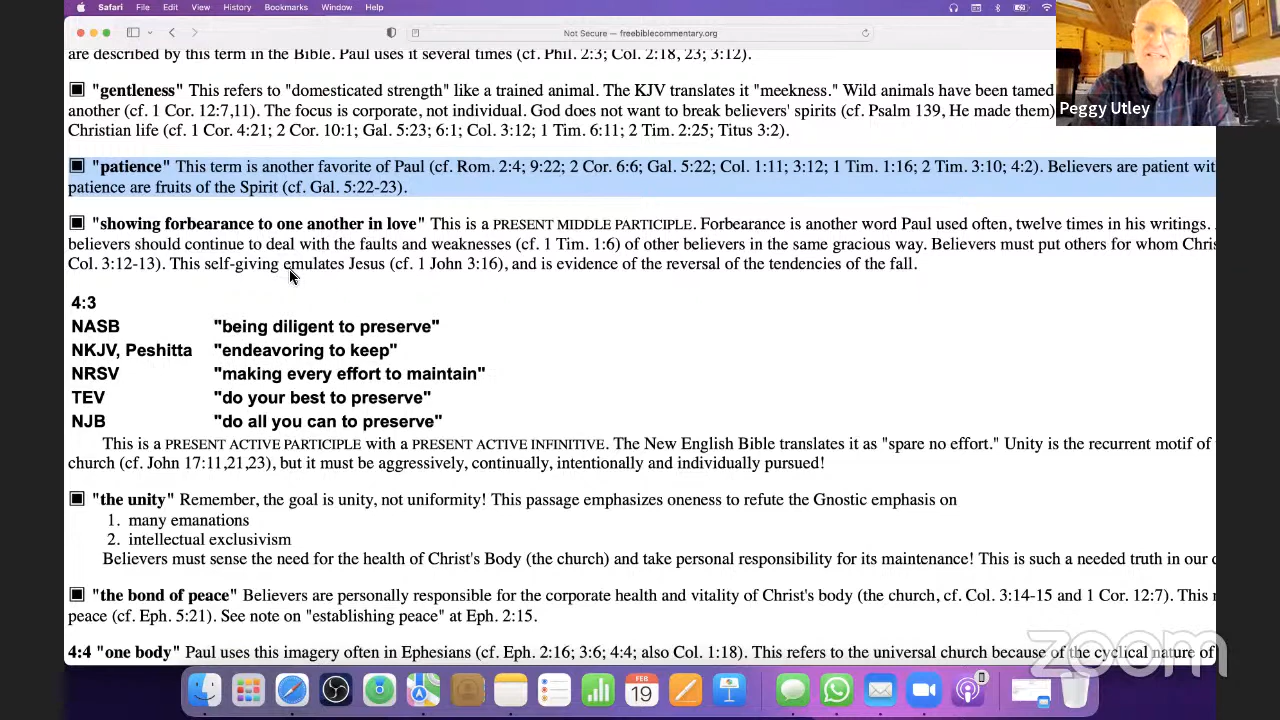 Safari File Edit View History Bookmarks Window Help
Not Secure — freebiblecommentary.org
are described by this term in the Bible. Paul uses it several times (cf. Phil. 2:3; Col. 2:18, 23; 3:12).
"gentleness" This refers to "domesticated strength" like a trained animal. The KJV translates it "meekness." Wild animals have been tamed
another (cf. 1 Cor. 12:7,11). The focus is corporate, not individual. God does not want to break believers' spirits (cf. Psalm 139, He made them)
Christian life (cf. 1 Cor. 4:21; 2 Cor. 10:1; Gal. 5:23; 6:1; Col. 3:12; 1 Tim. 6:11; 2 Tim. 2:25; Titus 3:2).
Peggy Utley
"patience" This term is another favorite of Paul (cf. Rom. 2:4; 9:22; 2 Cor. 6:6; Gal. 5:22; Col. 1:11; 3:12; 1 Tim. 1:16; 2 Tim. 3:10; 4:2). Believers are patient wit
patience are fruits of the Spirit (cf. Gal. 5:22-23).
"showing forbearance to one another in love" This is a PRESENT MIDDLE PARTICIPLE. Forbearance is another word Paul used often, twelve times in his writings.
believers should continue to deal with the faults and weaknesses (cf. 1 Tim. 1:6) of other believers in the same gracious way. Believers must put others for whom Chris
Col. 3:12-13). This self-giving emulates Jesus (cf. 1 John 3:16), and is evidence of the reversal of the tendencies of the fall.
4:3
NASB "being diligent to preserve"
NKJV, Peshitta "endeavoring to keep"
NRSV "making every effort to maintain"
TEV "do your best to preserve"
NJB "do all you can to preserve"
This is a PRESENT ACTIVE PARTICIPLE with a PRESENT ACTIVE INFINITIVE. The New English Bible translates it as "spare no effort." Unity is the recurrent motif of
church (cf. John 17:11,21,23), but it must be aggressively, continually, intentionally and individually pursued!
"the unity" Remember, the goal is unity, not uniformity! This passage emphasizes oneness to refute the Gnostic emphasis on
1. many emanations
2. intellectual exclusivism
Believers must sense the need for the health of Christ's Body (the church) and take personal responsibility for its maintenance! This is such a needed truth in our
"the bond of peace" Believers are personally responsible for the corporate health and vitality of Christ's body (the church, cf. Col. 3:14-15 and 1 Cor. 12:7). This
peace (cf. Eph. 5:21). See note on "establishing peace" at Eph. 2:15.
4:4 "one body" Paul uses this imagery often in Ephesians (cf. Eph. 2:16; 3:6; 4:4; also Col. 1:18). This refers to the universal church because of the cyclical nature of
zoom
FEB
19